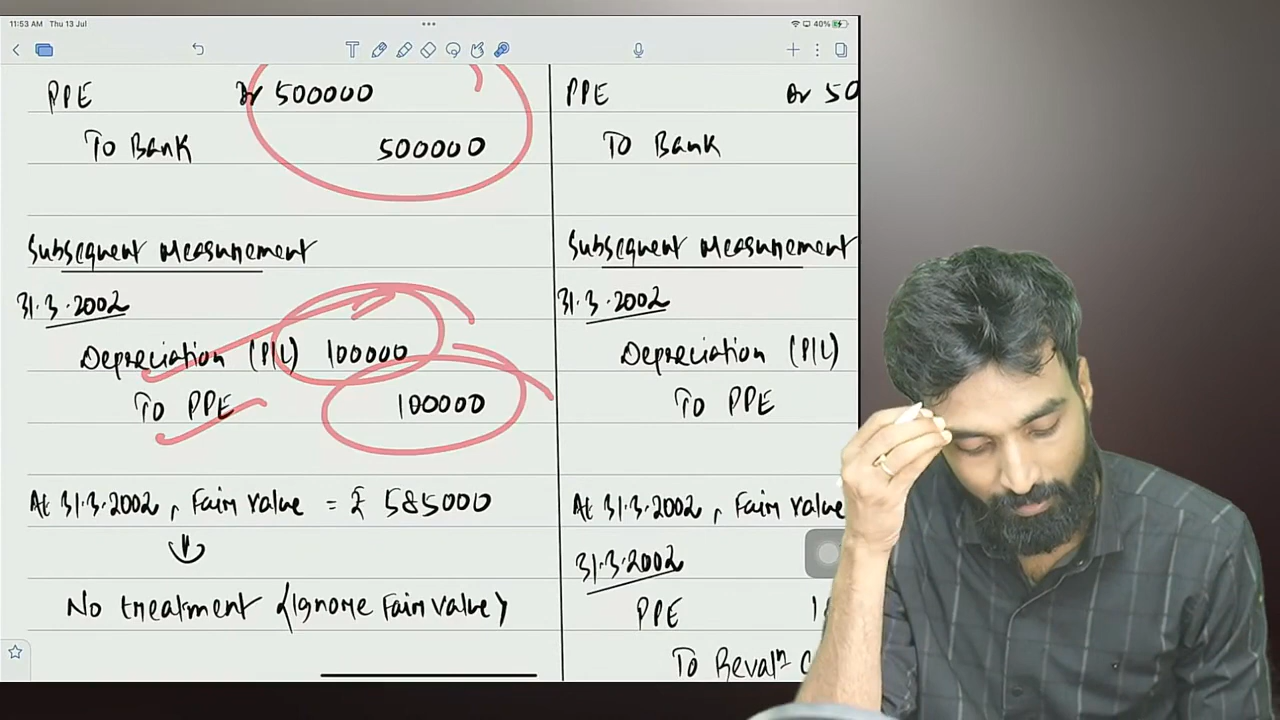 11:53 AM Thu 13 Jul
40%
PPE Dr 500000
To Bank 500000
Subsequent Measurement
31.3.2002
Depreciation (P/L) 100000
To PPE 100000
At 31.3.2002, Fair value = ₹ 585000
No treatment {Ignore Fair value}
PPE Dr 50
To Bank
Subsequent Measurement
31.3.2002
Depreciation (P/L)
To PPE
At 31.3.2002, Fair value
31.3.2002
PPE
To Revalⁿ